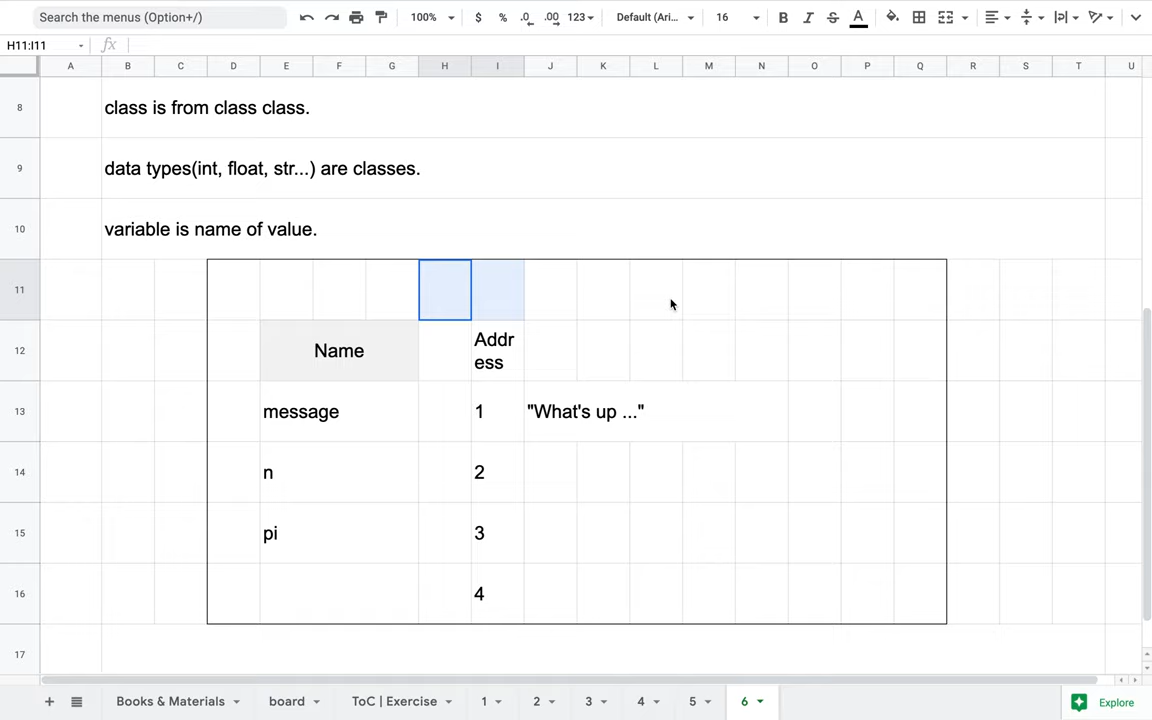 Search the menus (Option+/) 100% $ % .0 .00 123 Default (Ari... 16 B I S A
H11:I11 fx
A B C D E F G H I J K L M N O P Q R S T U
8 class is from class class.
9 data types(int, float, str...) are classes.
10 variable is name of value.
11
12 Name Addr
ess
13 message 1 "What's up ..."
14 n 2
15 pi 3
16 4
17
Books & Materials board ToC | Exercise 1 2 3 4 5 6 Explore